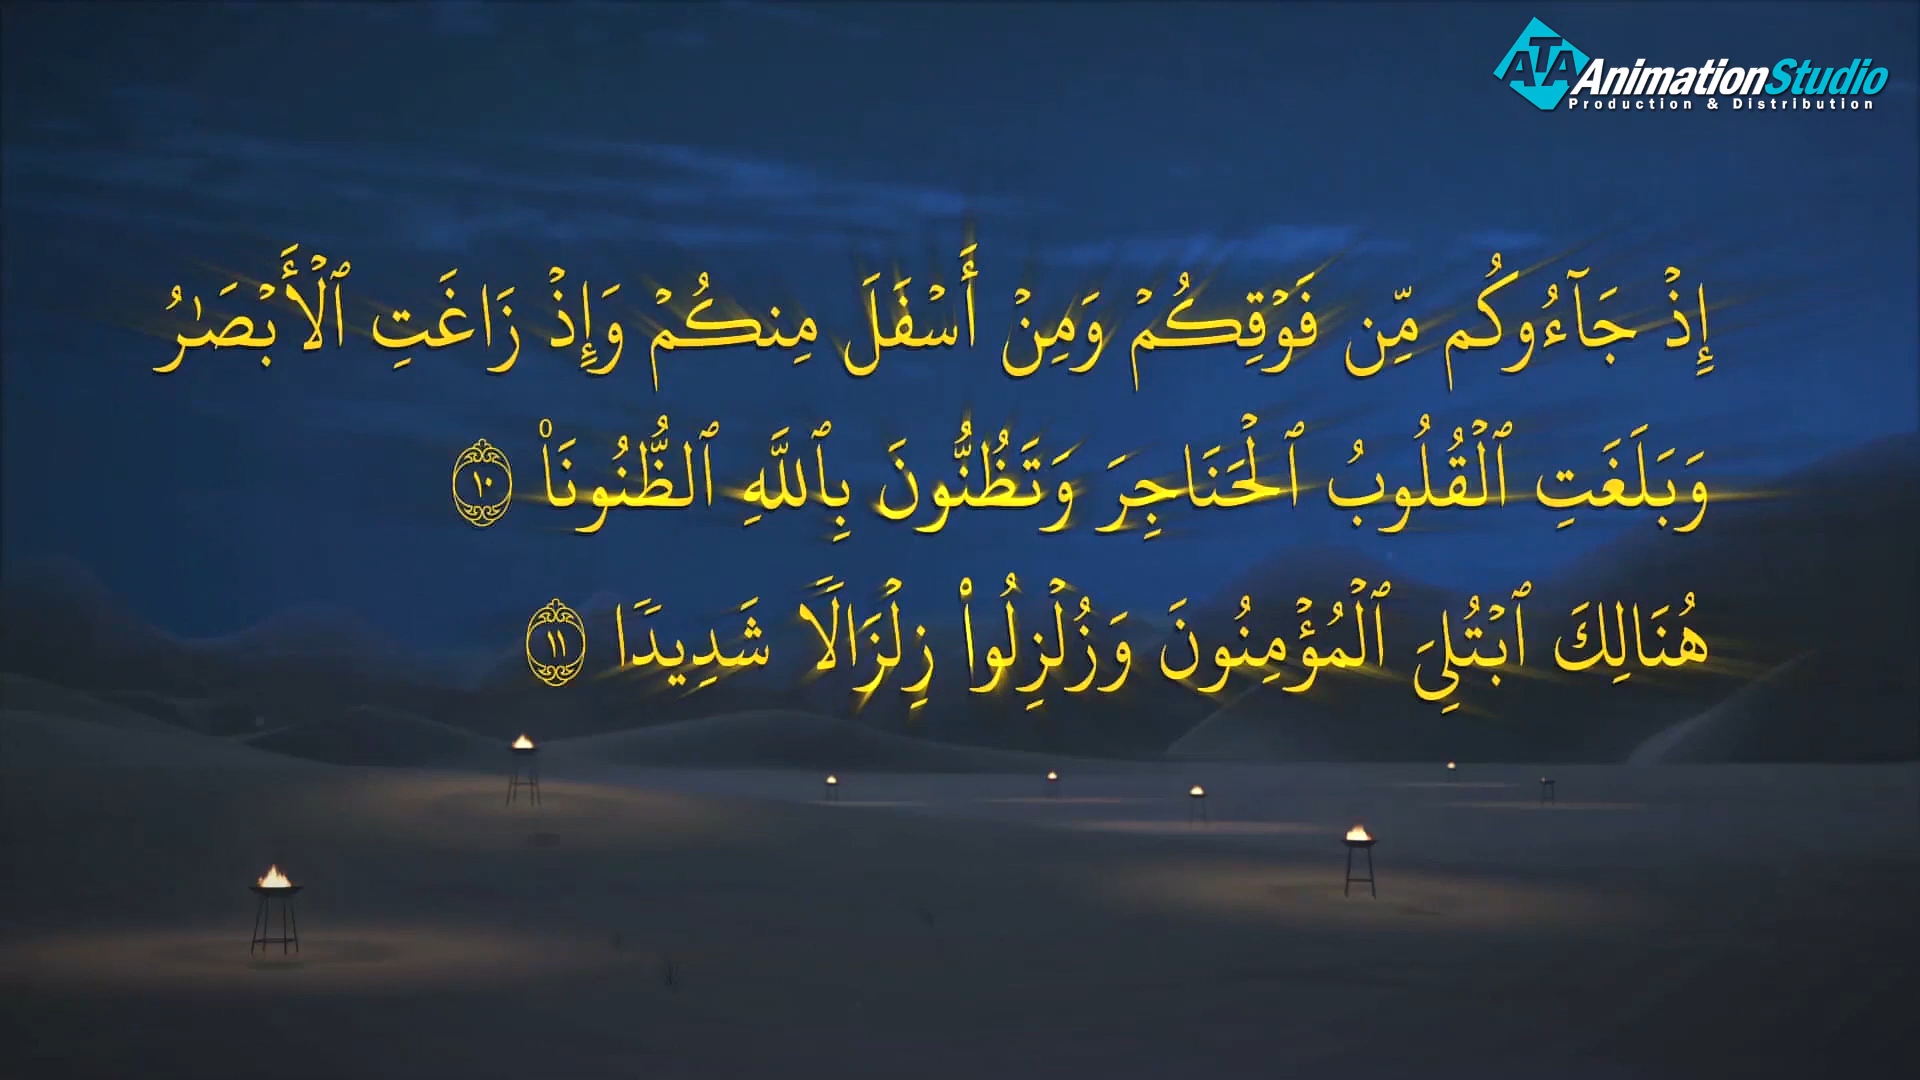 ATA AnimationStudio
Production & Distribution
إِذۡ جَآءُوكُم مِّن فَوۡقِكُمۡ وَمِنۡ أَسۡفَلَ مِنكُمۡ وَإِذۡ زَاغَتِ ٱلۡأَبۡصَٰرُ
وَبَلَغَتِ ٱلۡقُلُوبُ ٱلۡحَنَاجِرَ وَتَظُنُّونَ بِٱللَّهِ ٱلظُّنُونَا۠ ١٠
هُنَالِكَ ٱبۡتُلِيَ ٱلۡمُؤۡمِنُونَ وَزُلۡزِلُواْ زِلۡزَالٗا شَدِيدٗا ١١